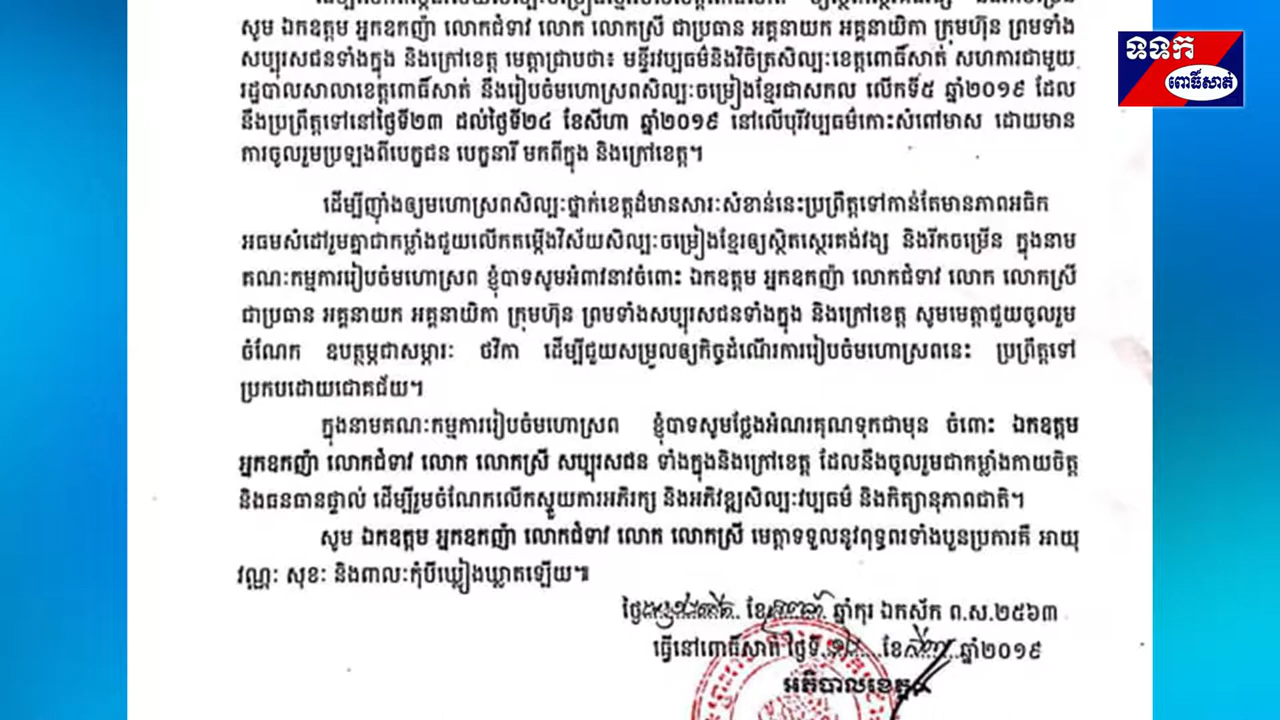 សូម ឯកឧត្តម អ្នកឧកញ៉ា លោកជំទាវ លោក លោកស្រី ជាប្រធាន អគ្គនាយក អគ្គនាយិកា ក្រុមហ៊ុន ព្រមទាំង
សប្បុរសជនទាំងក្នុង និងក្រៅខេត្ត មេត្តាជ្រាបថា៖ មន្ទីរវប្បធម៌និងវិចិត្រសិល្បៈខេត្តពោធិ៍សាត់ សហការជាមួយ
រដ្ឋបាលសាលាខេត្តពោធិ៍សាត់ នឹងរៀបចំមហោស្រពសិល្បៈចម្រៀងខ្មែរជាសកល លើកទី៥ ឆ្នាំ២០១៩ ដែល
នឹងប្រព្រឹត្តទៅនៅថ្ងៃទី២៣ ដល់ថ្ងៃទី២៤ ខែសីហា ឆ្នាំ២០១៩ នៅលើបុរីវប្បធម៌កោះសំពៅមាស ដោយមាន
ការចូលរួមប្រឡងពីបេក្ខជន បេក្ខនារី មកពីក្នុង និងក្រៅខេត្ត។
ដើម្បីញ៉ាំងឲ្យមហោស្រពសិល្បៈថ្នាក់ខេត្តដ៏មានសារៈសំខាន់នេះប្រព្រឹត្តទៅកាន់តែមានភាពអធិក
អធមសំដៅរួមគ្នាជាកម្លាំងជួយលើកតម្កើងវិស័យសិល្បៈចម្រៀងខ្មែរឲ្យស្ថិតស្ថេរគង់វង្ស និងរីកចម្រើន ក្នុងនាម
គណៈកម្មការរៀបចំមហោស្រព ខ្ញុំបាទសូមអំពាវនាវចំពោះ ឯកឧត្តម អ្នកឧកញ៉ា លោកជំទាវ លោក លោកស្រី
ជាប្រធាន អគ្គនាយក អគ្គនាយិកា ក្រុមហ៊ុន ព្រមទាំងសប្បុរសជនទាំងក្នុង និងក្រៅខេត្ត សូមមេត្តាជួយចូលរួម
ចំណែក ឧបត្ថម្ភជាសម្ភារៈ ថវិកា ដើម្បីជួយសម្រួលឲ្យកិច្ចដំណើរការរៀបចំមហោស្រពនេះ ប្រព្រឹត្តទៅ
ប្រកបដោយជោគជ័យ។
ក្នុងនាមគណៈកម្មការរៀបចំមហោស្រព ខ្ញុំបាទសូមថ្លែងអំណរគុណទុកជាមុន ចំពោះ ឯកឧត្តម
អ្នកឧកញ៉ា លោកជំទាវ លោក លោកស្រី សប្បុរសជន ទាំងក្នុងនិងក្រៅខេត្ត ដែលនឹងចូលរួមជាកម្លាំងកាយចិត្ត
និងធនធានផ្ទាល់ ដើម្បីរួមចំណែកលើកស្ទួយការអភិរក្ស និងអភិវឌ្ឍសិល្បៈវប្បធម៌ និងកិត្យានុភាពជាតិ។
សូម ឯកឧត្តម អ្នកឧកញ៉ា លោកជំទាវ លោក លោកស្រី មេត្តាទទួលនូវពុទ្ធពរទាំងបួនប្រការគឺ អាយុ
វណ្ណៈ សុខៈ និងពាលៈកុំបីឃ្លៀងឃ្លាតឡើយ៕
ថ្ងៃ ខែ ឆ្នាំកុរ ឯកស័ក ព.ស.២៥៦៣
ធ្វើនៅពោធិ៍សាត់ ថ្ងៃទី ខែសីហា ឆ្នាំ២០១៩
អភិបាលខេត្ត
ទទក
ពោធិ៍សាត់